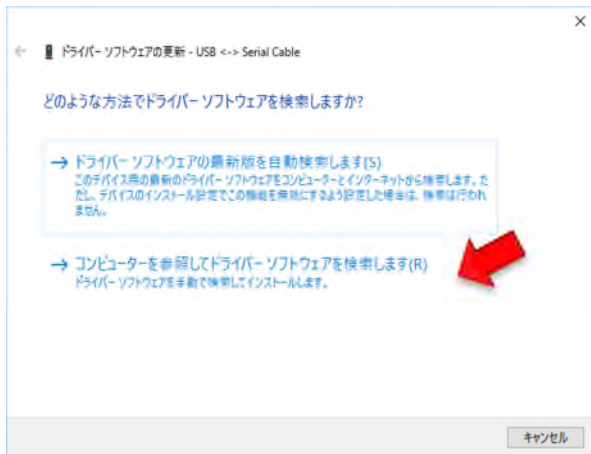 ドライバー ソフトウェアの更新 - USB <-> Serial Cable
どのような方法でドライバー ソフトウェアを検索しますか?
→ ドライバー ソフトウェアの最新版を自動検索します(S)
このデバイス用の最新のドライバー ソフトウェアをコンピューターとインターネットから検索します。た
だし、デバイスのインストール設定でこの機能を無効にするよう設定した場合は、検索は行われ
ません。
→ コンピューターを参照してドライバー ソフトウェアを検索します(R)
ドライバー ソフトウェアを手動で検索してインストールします。
キャンセル